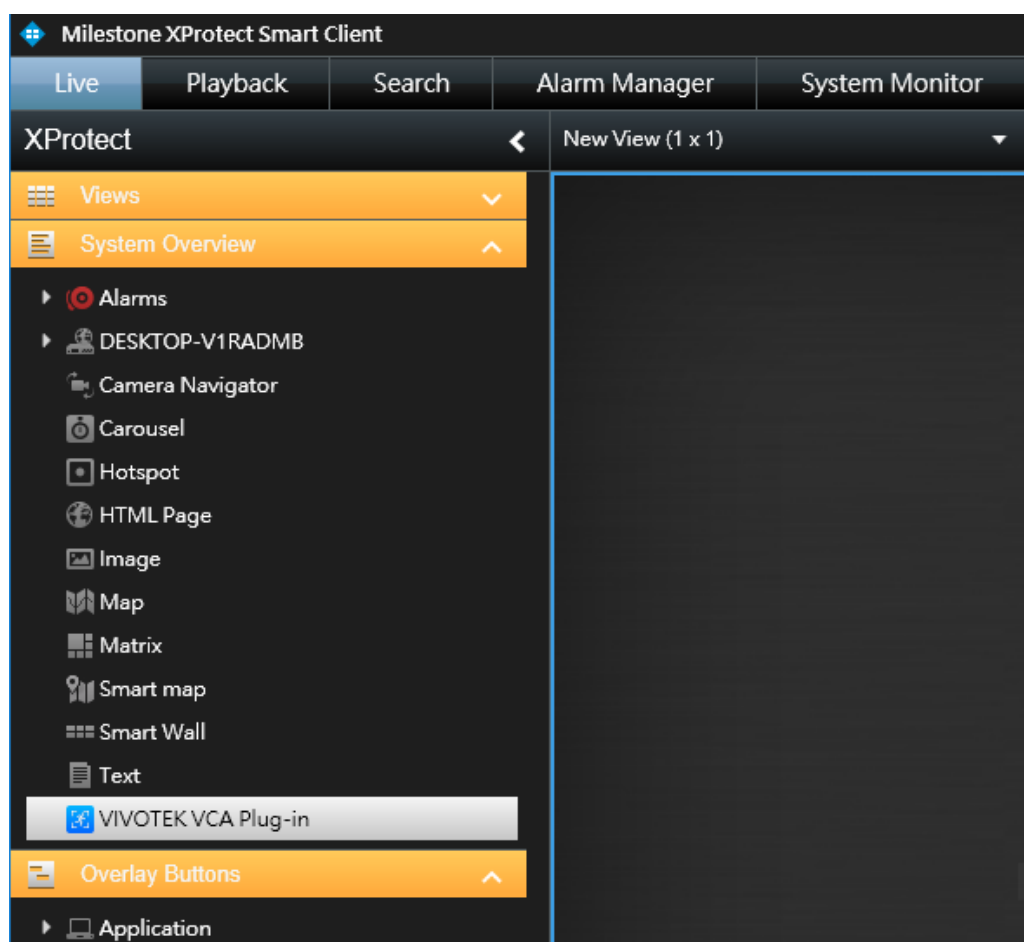 Milestone XProtect Smart Client
Live Playback Search Alarm Manager System Monitor
XProtect New View (1 x 1)
Views
System Overview
Alarms
DESKTOP-V1RADMB
Camera Navigator
Carousel
Hotspot
HTML Page
Image
Map
Matrix
Smart map
Smart Wall
Text
VIVOTEK VCA Plug-in
Overlay Buttons
Application